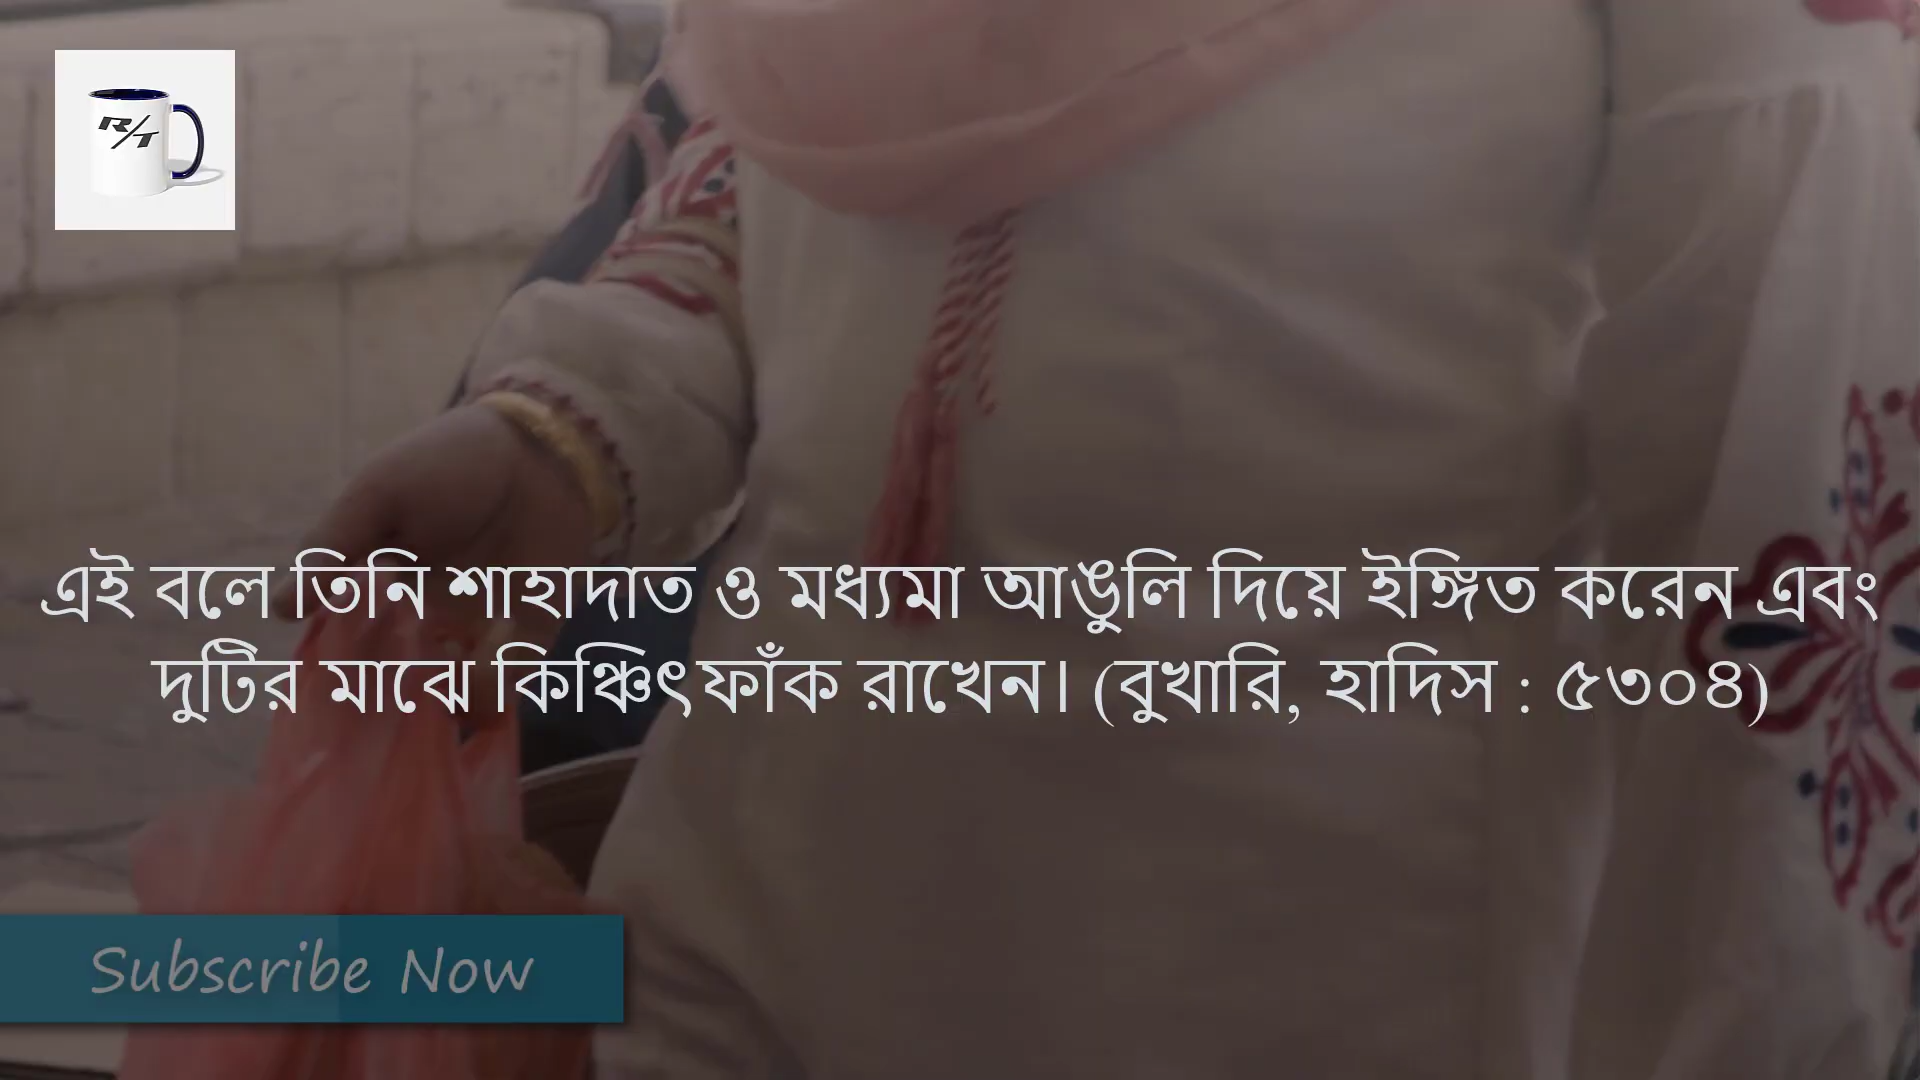 R/T
এই বলে তিনি শাহাদাত ও মধ্যমা আঙুলি দিয়ে ইঙ্গিত করেন এবং
দুটির মাঝে কিঞ্চিৎ ফাঁক রাখেন। (বুখারি, হাদিস : ৫৩০৪)
Subscribe Now